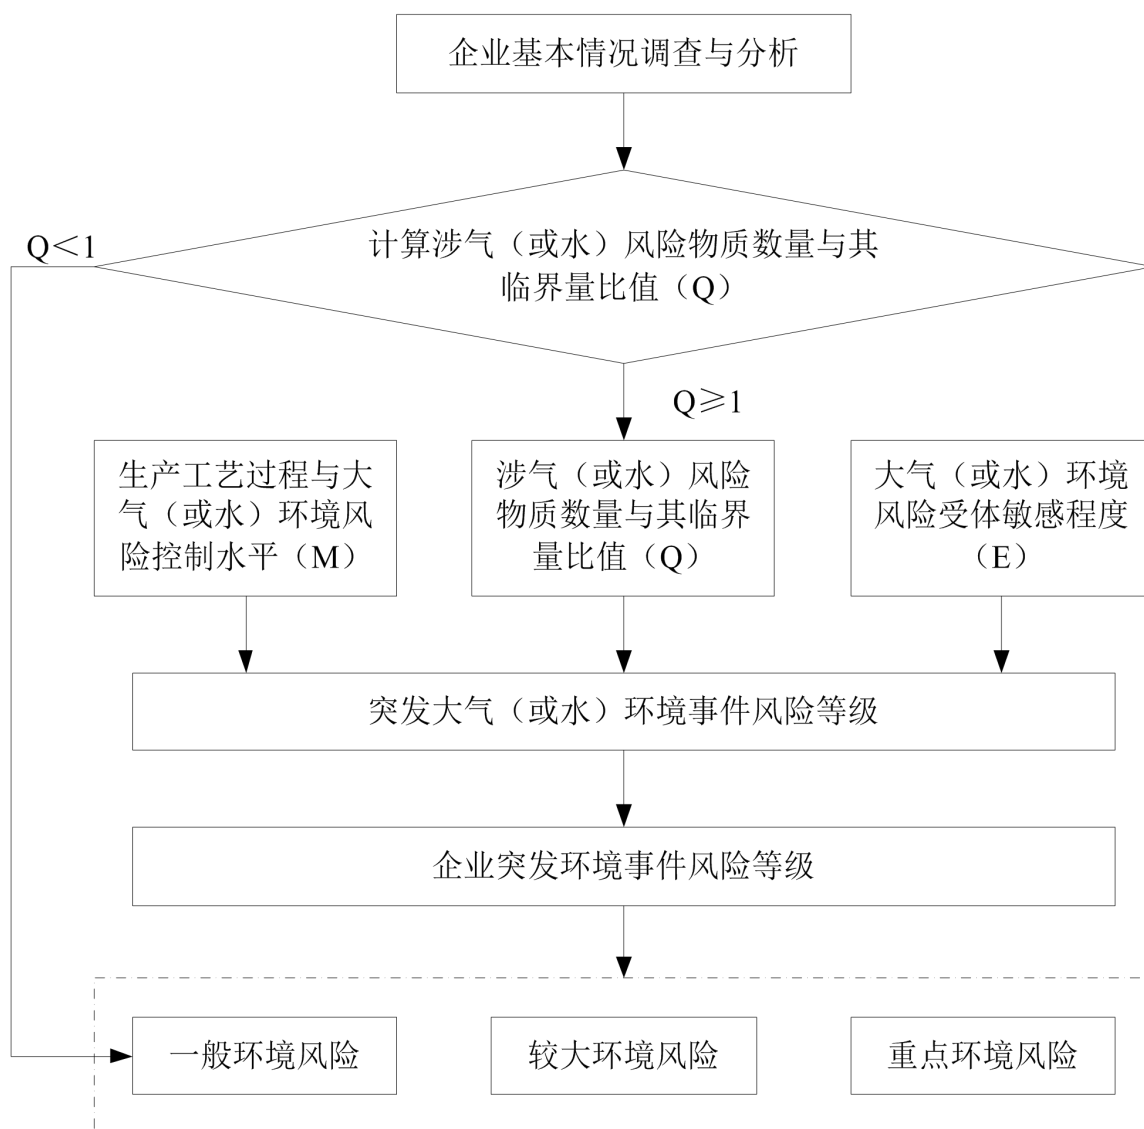 企业基本情况调查与分析
Q＜1
计算涉气（或水）风险物质数量与其
临界量比值（Q）
Q≥1
生产工艺过程与大
气（或水）环境风
险控制水平（M）
涉气（或水）风险
物质数量与其临界
量比值（Q）
大气（或水）环境
风险受体敏感程度
（E）
突发大气（或水）环境事件风险等级
企业突发环境事件风险等级
一般环境风险
较大环境风险
重点环境风险